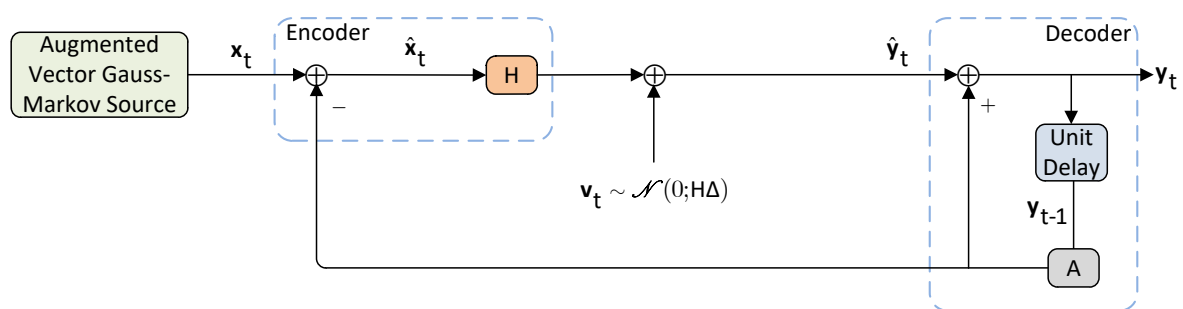 Augmented
Vector Gauss-
Markov Source
x_t
Encoder
−
x̂_t
H
v_t ∼ 𝒩(0;HΔ)
ŷ_t
Decoder
+
y_t
Unit
Delay
y_t-1
A